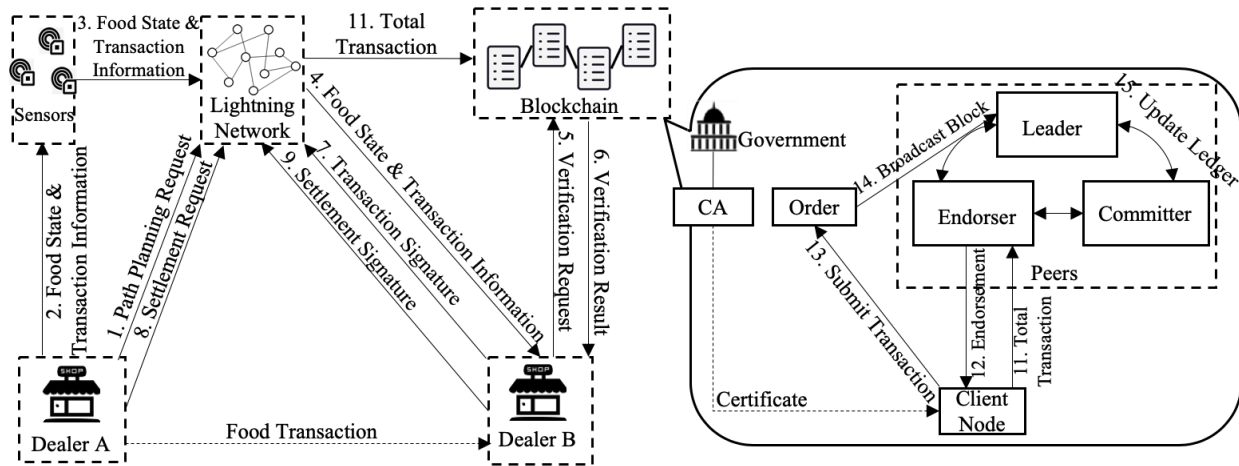 3. Food State &
Transaction
Information
Sensors
Lightning
Network
11. Total
Transaction
Blockchain
2. Food State &
Transaction Information
1. Path Planning Request
8. Settlement Request
4. Food State & Transaction Information
7. Transaction Signature
9. Settlement Signature
5. Verification
Request
6. Verification Result
SHOP
Dealer A
Food Transaction
SHOP
Dealer B
Government
CA
Certificate
Order
14. Broadcast Block
13. Submit Transaction
Leader
15. Update Ledger
Endorser
Committer
Peers
12. Endorsement
11. Total
Transaction
Client
Node